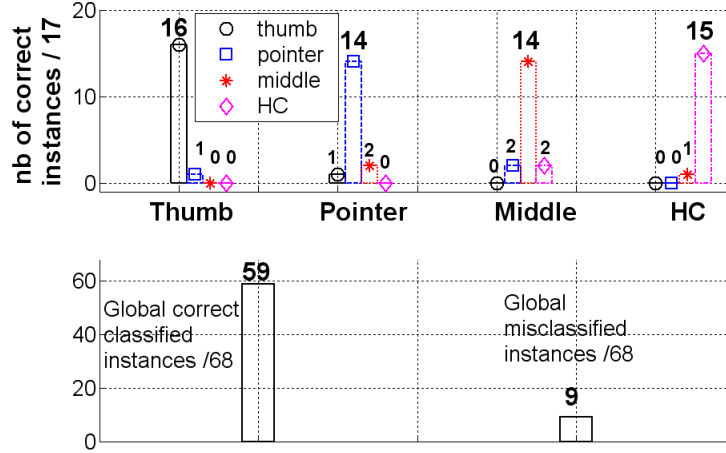 nb of correct
instances / 17
20
10
0
thumb
pointer
middle
HC
16
1
0
0
1
14
2
0
0
2
14
2
0
0
1
15
Thumb
Pointer
Middle
HC
60
40
20
0
Global correct
classified
instances /68
59
Global
misclassified
instances /68
9